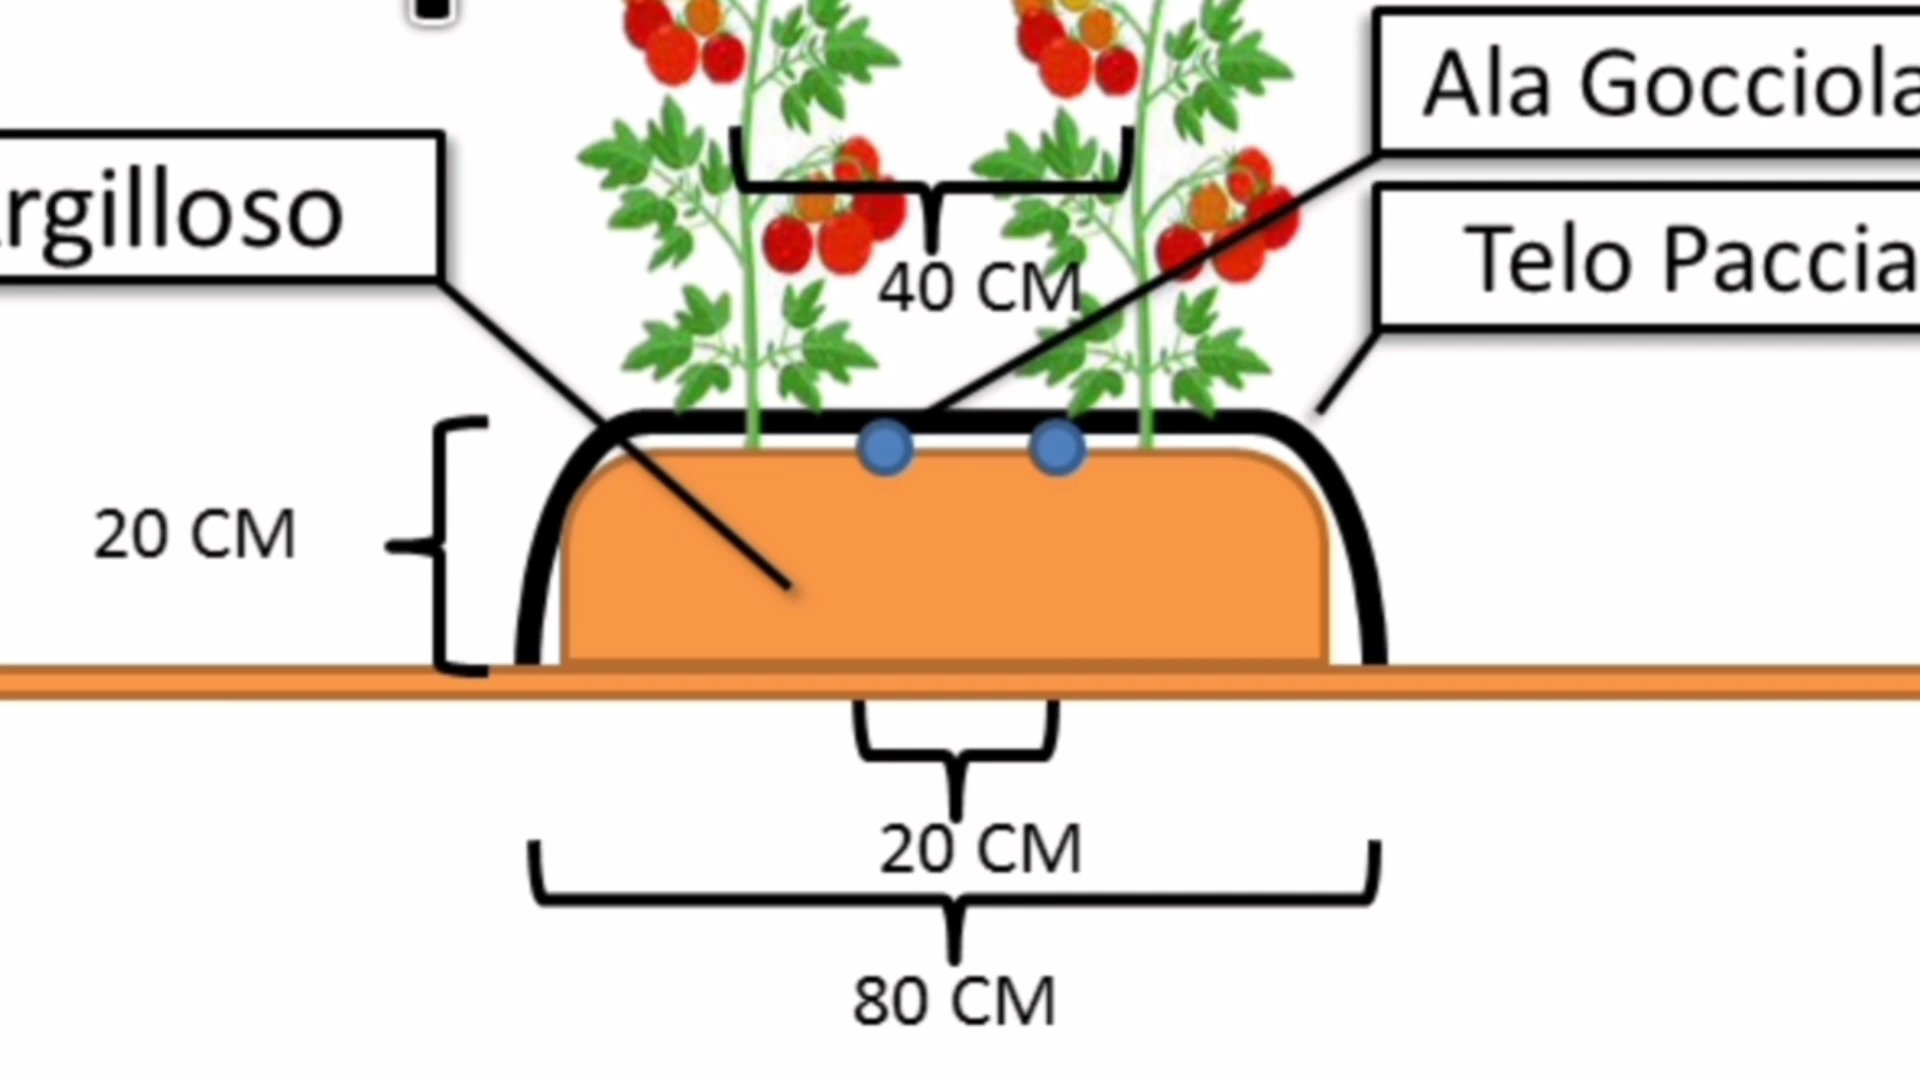 Ala Gocciola
rgilloso
Telo Paccia
40 CM
20 CM
20 CM
80 CM